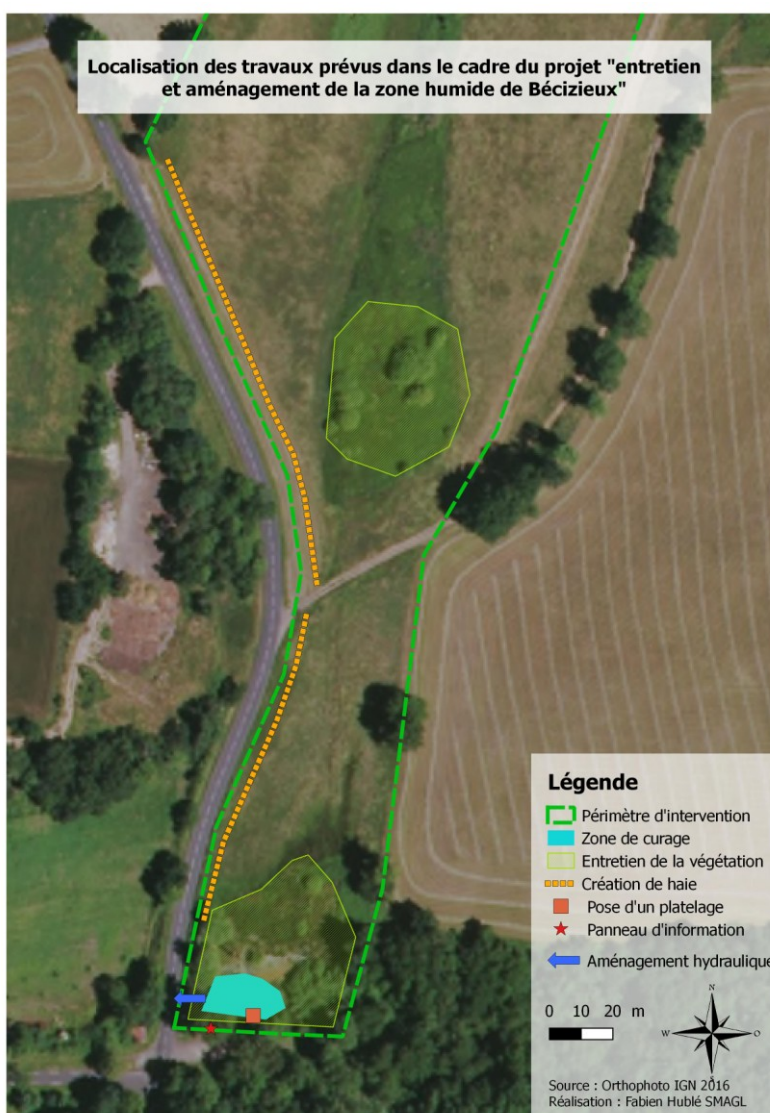 Localisation des travaux prévus dans le cadre du projet "entretien
et aménagement de la zone humide de Bécizieux"
Légende
Périmètre d'intervention
Zone de curage
Entretien de la végétation
Création de haie
Pose d'un platelage
Panneau d'information
Aménagement hydraulique
0 10 20 m
N
W O
S
Source : Orthophoto IGN 2016
Réalisation : Fabien Hublé SMAGL